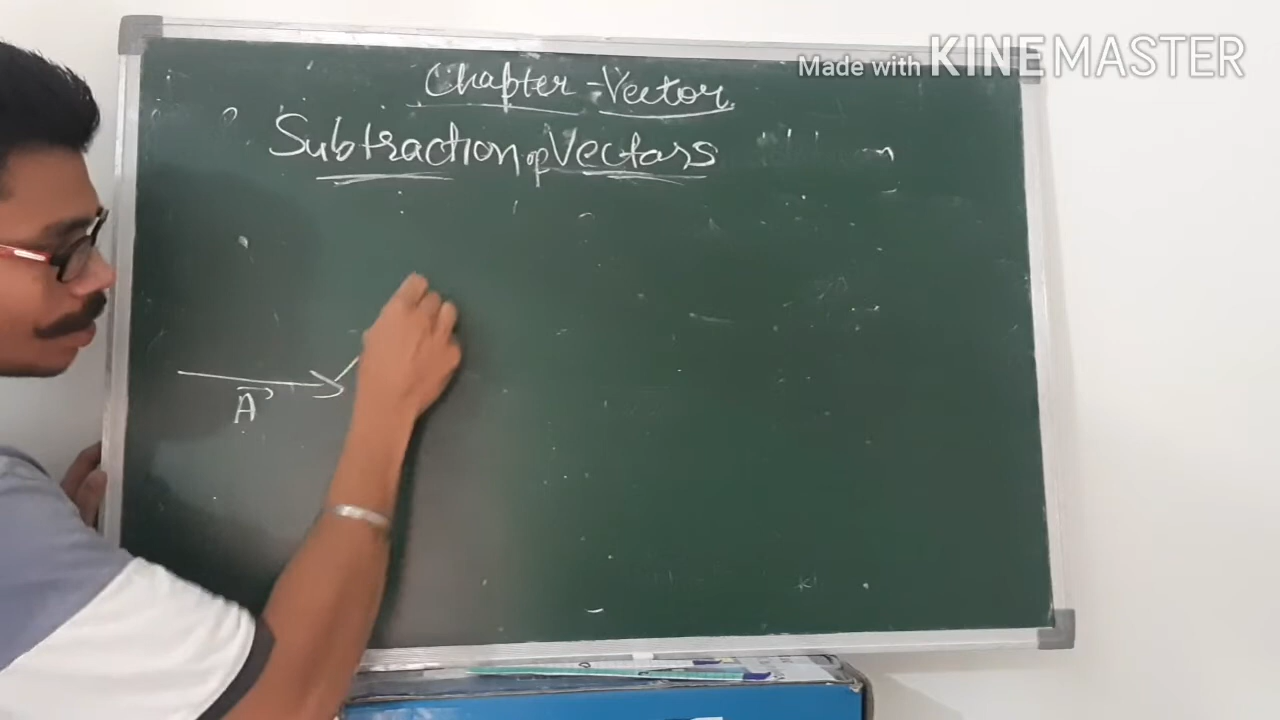 Made with KINEMASTER
Chapter - Vector
Subtraction of Vectors
A